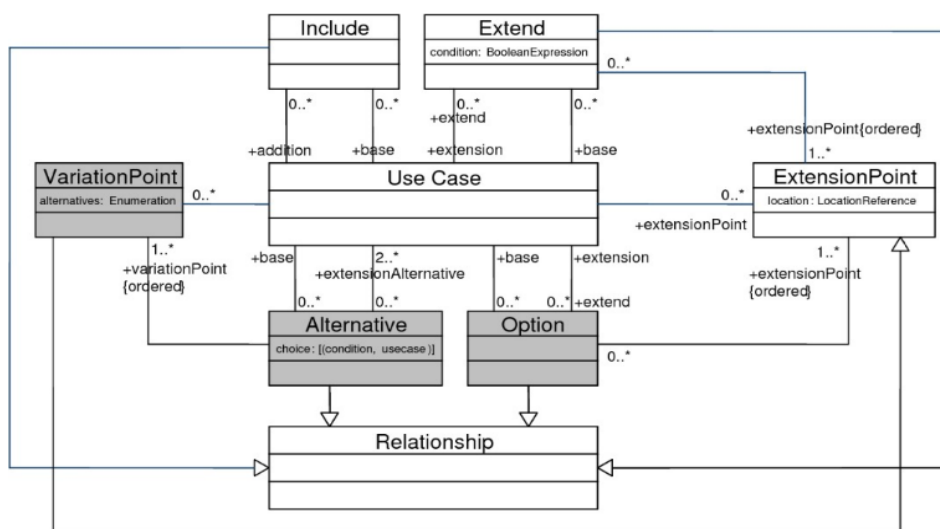 Include
Extend
condition: BooleanExpression
0..*
0..*
0..*
0..*
0..*
+extend
+extensionPoint{ordered}
+addition
+base
+extension
+base
1..*
VariationPoint
Use Case
ExtensionPoint
alternatives: Enumeration
0..*
0..*
location: LocationReference
+extensionPoint
1..*
+base
2..*
+base
+extension
1..*
+variationPoint
+extensionAlternative
+extensionPoint
{ordered}
{ordered}
0..*
0..*
0..*
0..*
+extend
Alternative
Option
choice: [(condition, usecase)]
0..*
Relationship